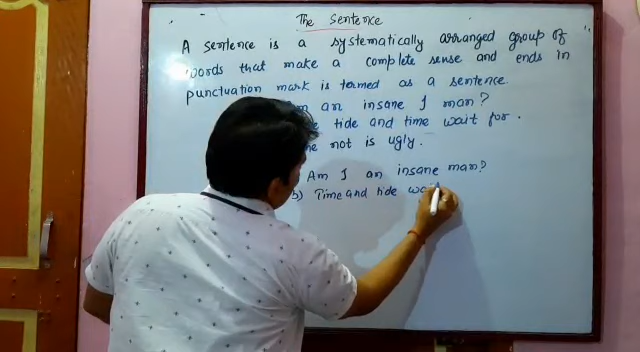 The Sentence
A sentence is a systematically arranged group of
words that make a complete sense and ends in
punctuation mark is termed as a sentence.
an insane I man?
tide and time wait for.
not is ugly.
Am I an insane man?
b) Time and tide wa